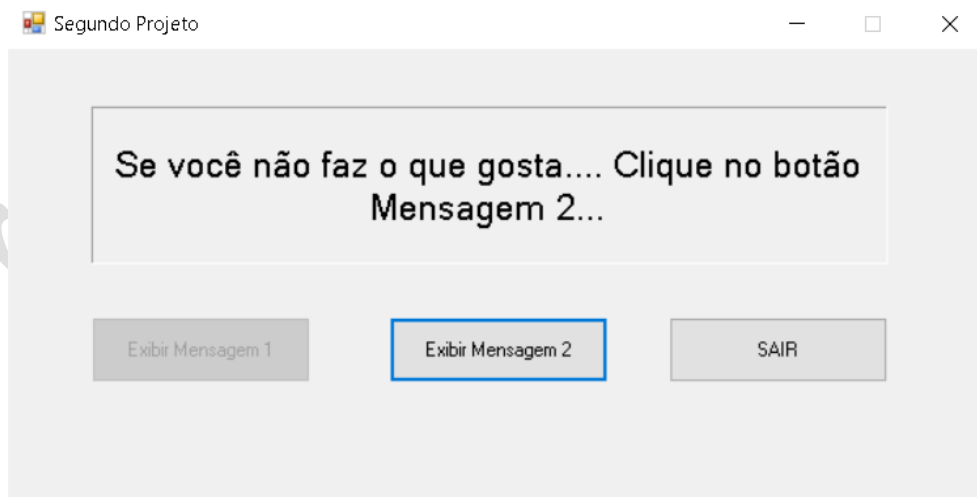 Segundo Projeto
Se você não faz o que gosta.... Clique no botão
Mensagem 2...
Exibir Mensagem 1
Exibir Mensagem 2
SAIR